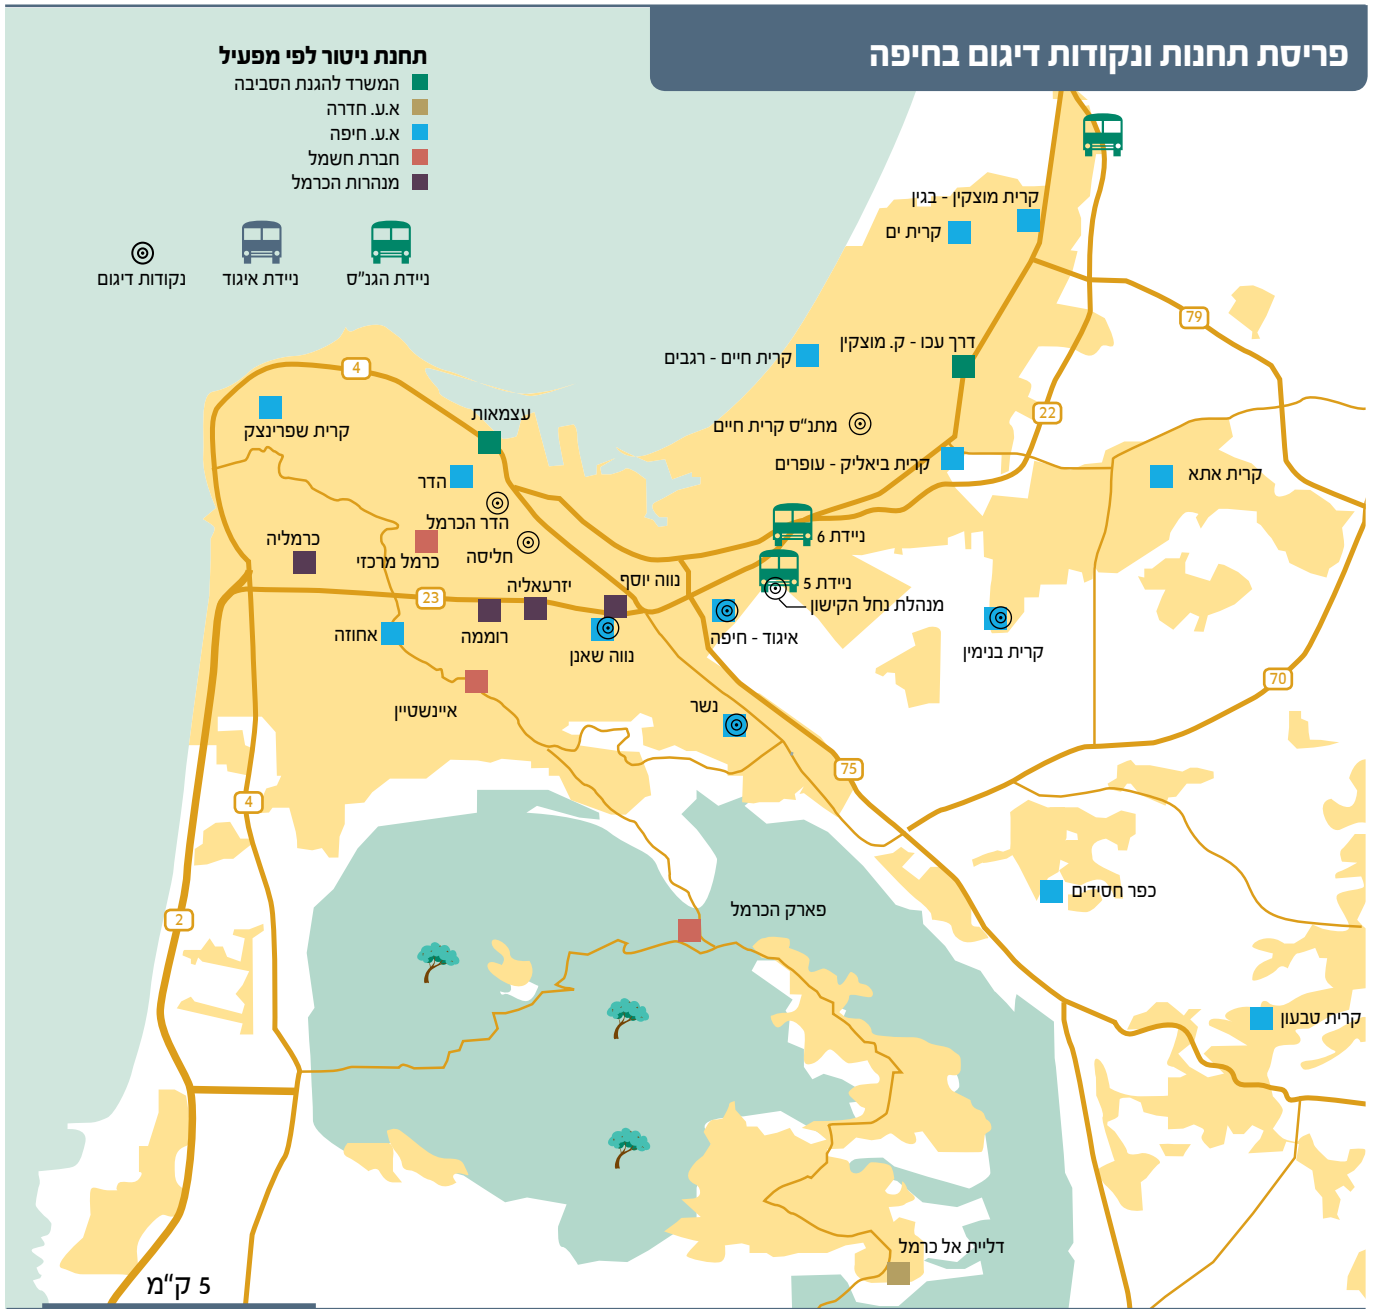 פריסת תחנות ונקודות דיגום בחיפה
תחנת ניטור לפי מפעיל
המשרד להגנת הסביבה
א.ע. חדרה
א.ע. חיפה
חברת חשמל
מנהרות הכרמל
ניידת הגנ"ס
ניידת איגוד
נקודות דיגום
קרית מוצקין - בגין
קרית ים
79
דרך עכו - ק. מוצקין
קרית חיים - רגבים
4
22
עצמאות
מתנ"ס קרית חיים
קרית שפרינצק
קרית ביאליק - עופרים
קרית אתא
הדר
הדר הכרמל
ניידת 6
כרמליה
חליסה
כרמל מרכזי
ניידת 5
נווה יוסף
יזרעאליה
23
מנהלת נחל הקישון
אחוזה
רוממה
איגוד - חיפה
נווה שאנן
קרית בנימין
70
איינשטיין
נשר
75
4
כפר חסידים
פארק הכרמל
2
קרית טבעון
דליית אל כרמל
5 ק"מ